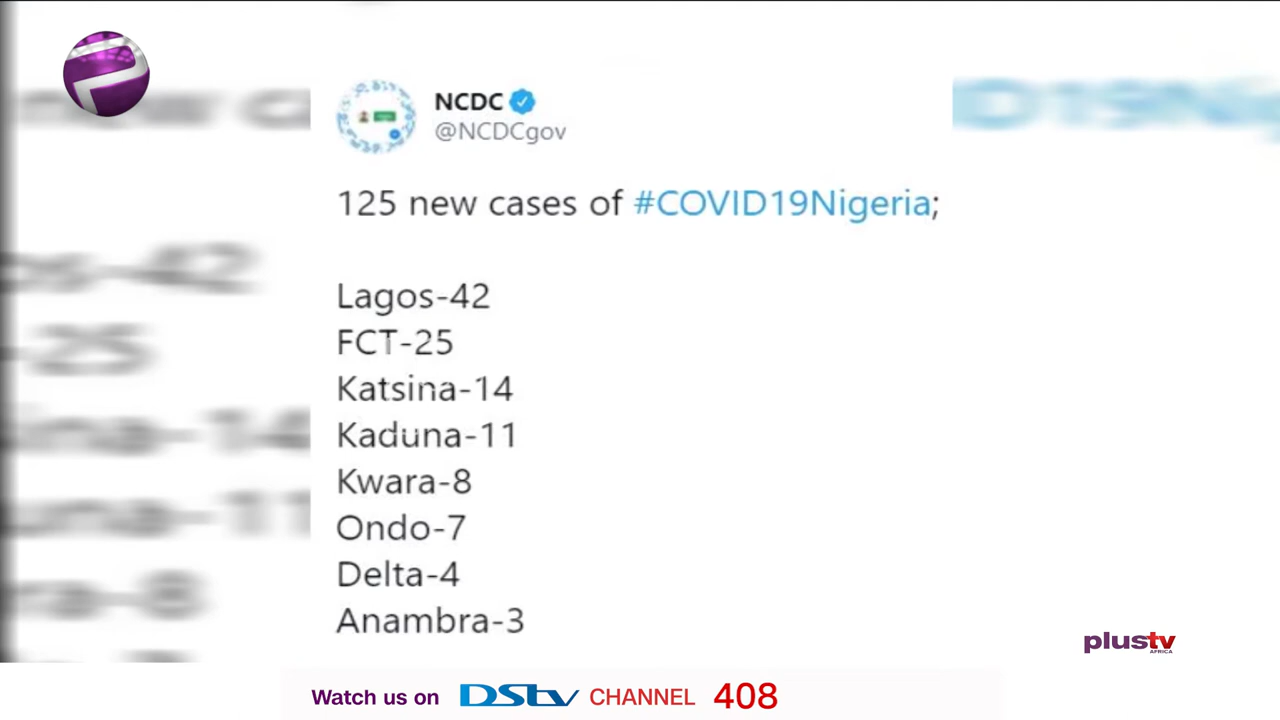 NCDC
@NCDCgov
125 new cases of #COVID19Nigeria;
Lagos-42
FCT-25
Katsina-14
Kaduna-11
Kwara-8
Ondo-7
Delta-4
Anambra-3
plustv
AFRICA
Watch us on DStv CHANNEL 408